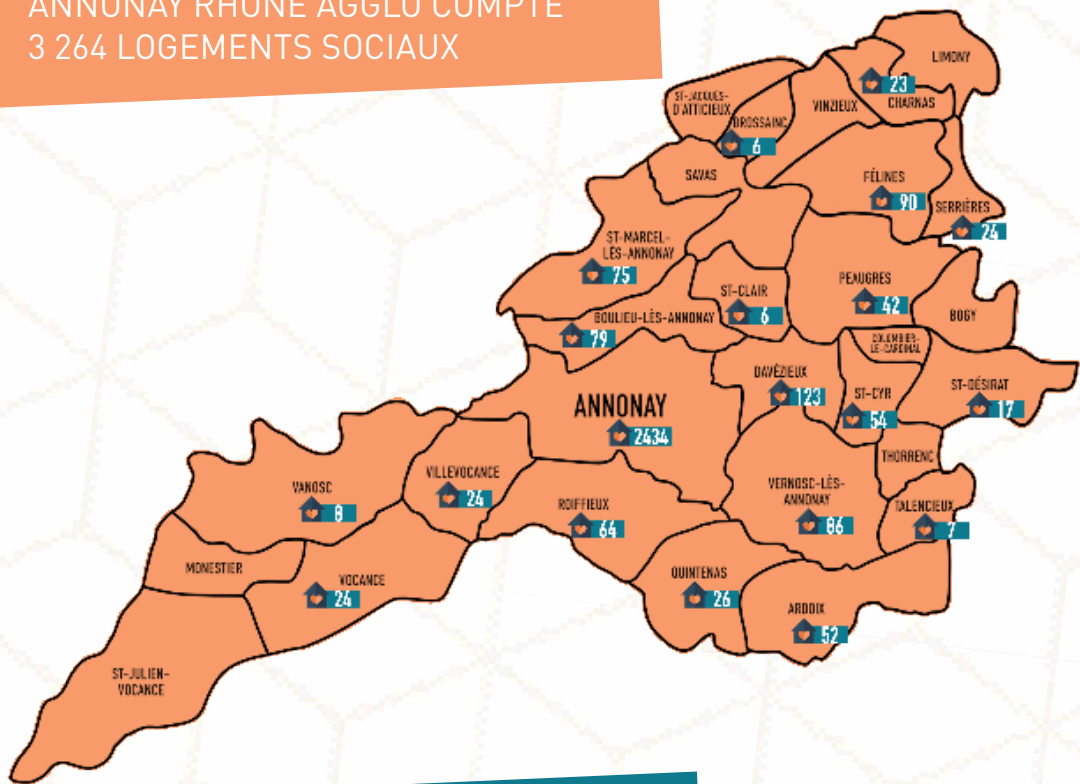 ANNONAY RHÔNE AGGLO COMPTE
3 264 LOGEMENTS SOCIAUX
LIMONY
23
CHARNAS
ST-JACQUES-
D'ATTICIEUX
BROSSAINC
6
VINZIEUX
SAVAS
FÉLINES
90
SERRIÈRES
24
ST-MARCEL-
LÈS-ANNONAY
75
ST-CLAIR
6
PEAUGRES
42
BOGY
BOULIEU-LÈS-ANNONAY
79
COLOMBIER-
LE-CARDINAL
DAVÉZIEUX
123
ST-CYR
54
ST-DÉSIRAT
17
ANNONAY
2434
THORRENC
VILLEVOCANCE
24
VANOSC
8
ROIFFIEUX
64
VERNOSC-LÈS-
ANNONAY
86
TALENCIEUX
7
MONESTIER
VOCANCE
24
QUINTENAS
26
ARDOIX
52
ST-JULIEN-
VOCANCE